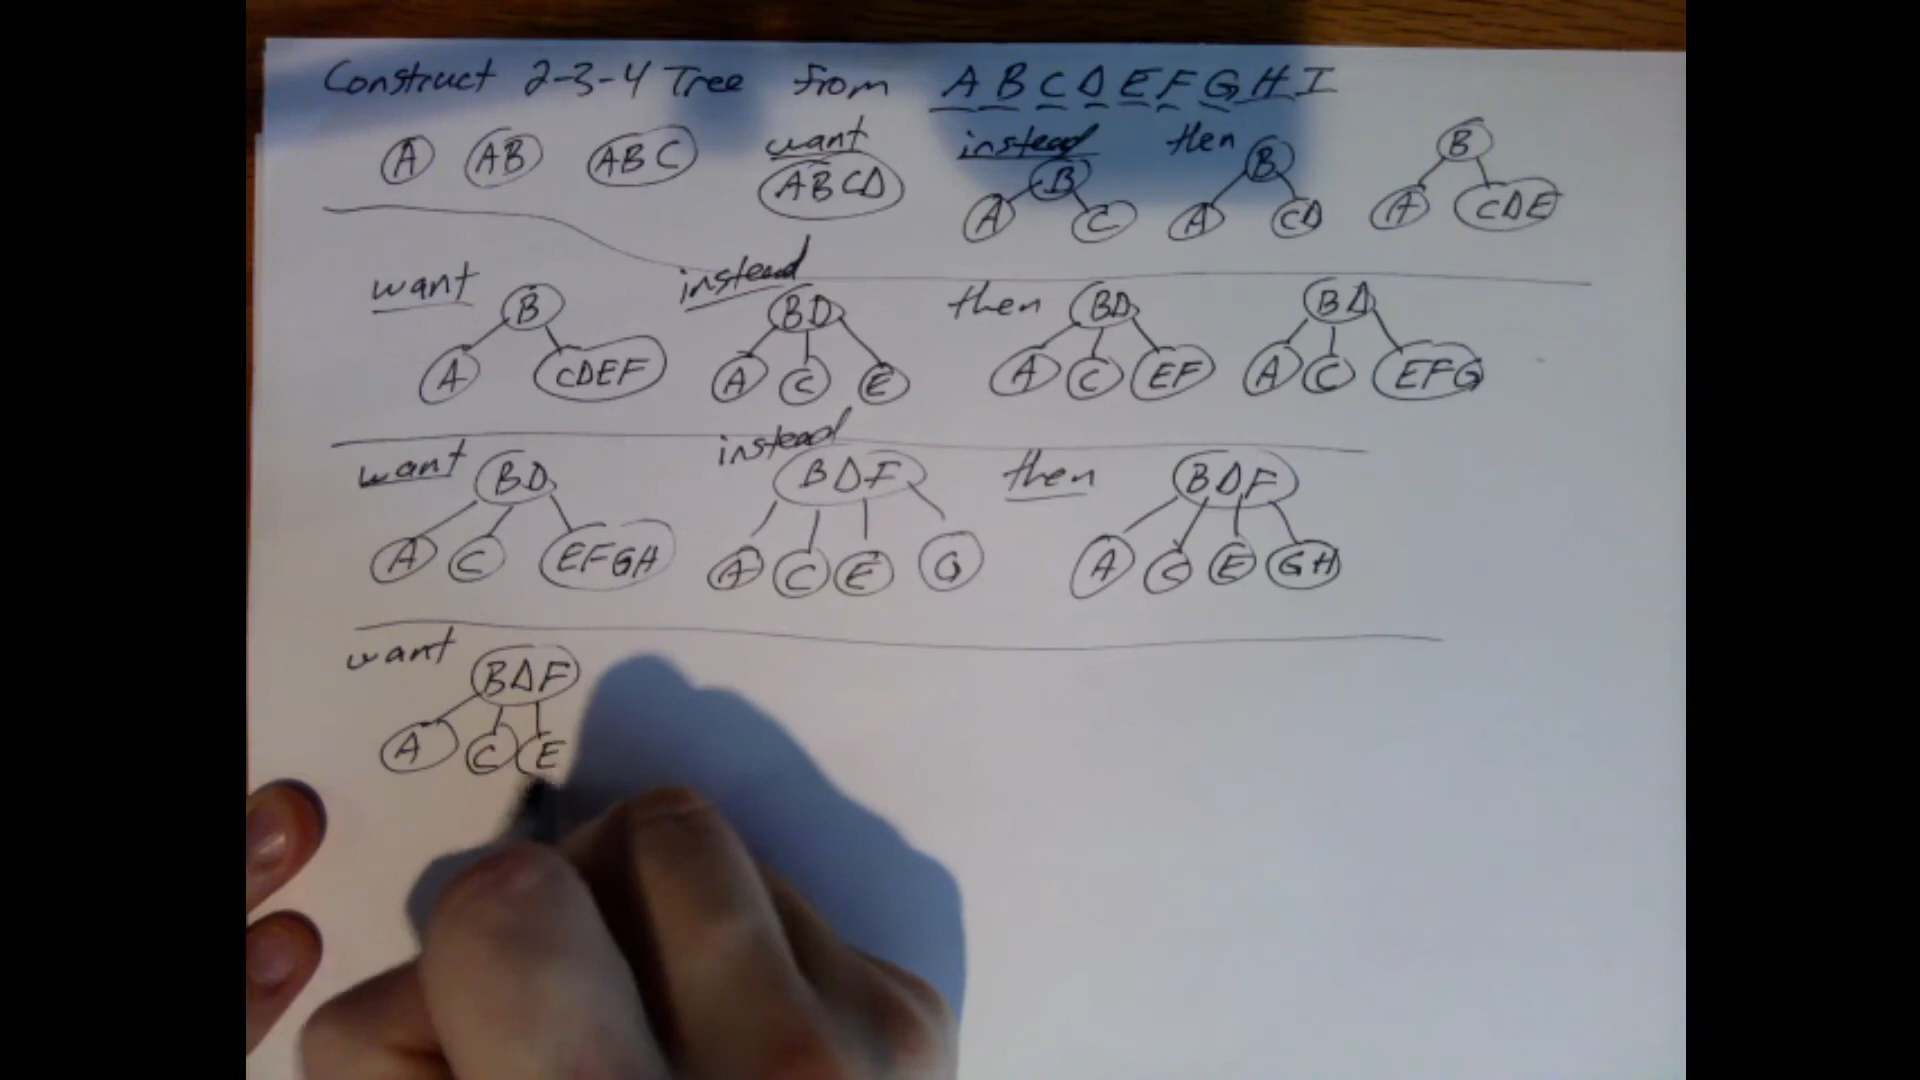 Construct 2-3-4 Tree from A B C D E F G H I
A AB ABC want ABCD instead B A C then B A CD B A CDE
want B A CDEF instead BD A C E then BD A C EF BD A C EFG
want BD A C EFGH instead BDF A C E G then BDF A C E GH
want BDF
A C E